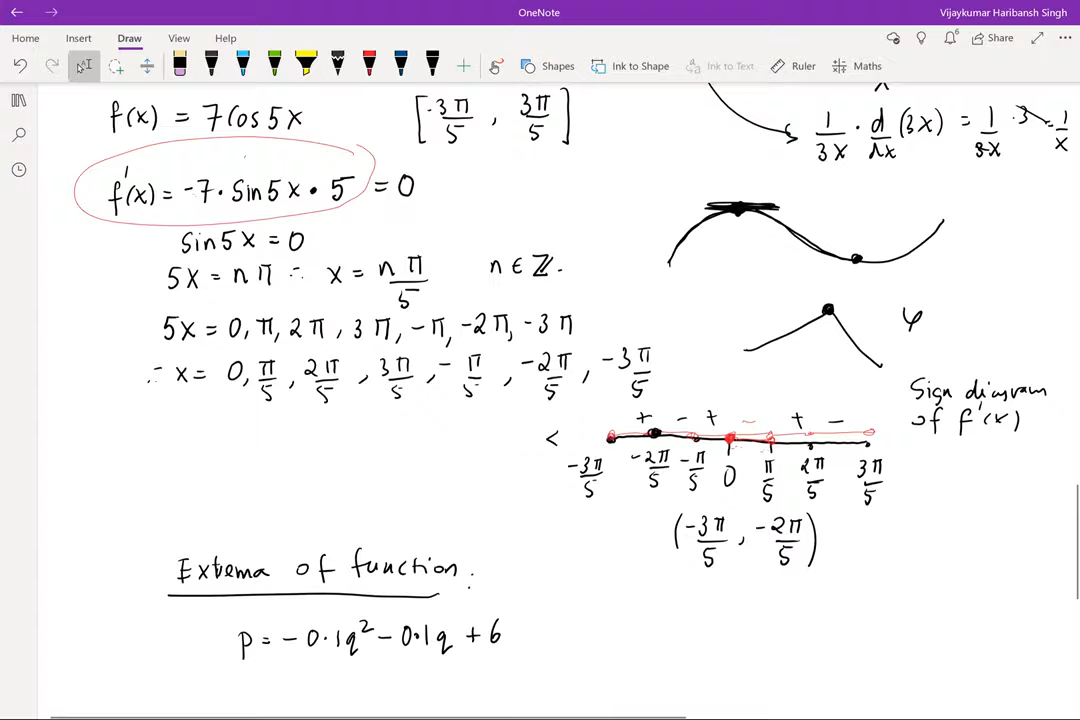 OneNote
Vijaykumar Haribansh Singh
Home Insert Draw View Help
6
Share
Shapes Ink to Shape Ink to Text Ruler Maths
f(x) = 7 Cos 5x [-3π/5 , 3π/5]
1/3x · d/dx (3x) = 1/3x · 3 = 1/x
f'(x) = -7 · Sin 5x · 5 = 0
sin 5x = 0
5x = nπ ∴ x = nπ/5 n ∈ ℤ.
5x = 0, π, 2π, 3π, -π, -2π, -3π
∴ x = 0, π/5, 2π/5, 3π/5, -π/5, -2π/5, -3π/5
Sign diagram
of f'(x)
+ - + - + -
<
-3π/5 -2π/5 -π/5 0 π/5 2π/5 3π/5
(-3π/5 , -2π/5)
Extrema of function.
p = -0.1q² - 0.1q + 6